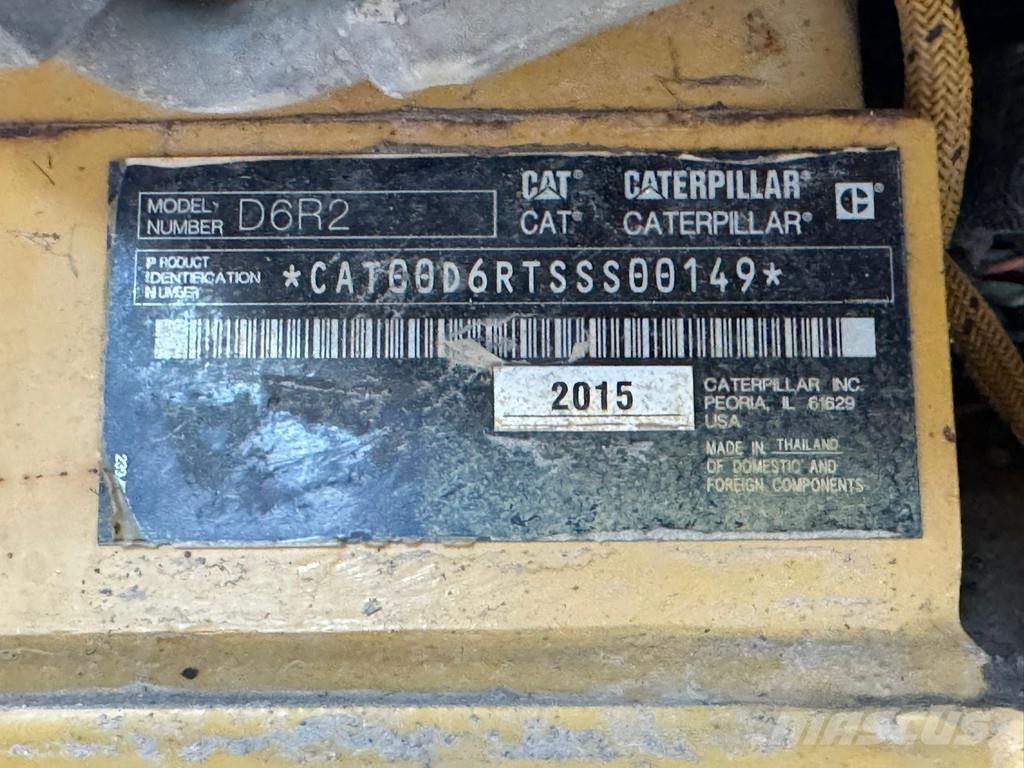 CAT® CATERPILLAR®
MODEL NUMBER D6R2
CAT® CATERPILLAR®
PRODUCT IDENTIFICATION NUMBER *CAT00D6RTSSS00149*
2015
CATERPILLAR INC.
PEORIA, IL 61629
USA
MADE IN THAILAND
OF DOMESTIC AND
FOREIGN COMPONENTS
MASCUS